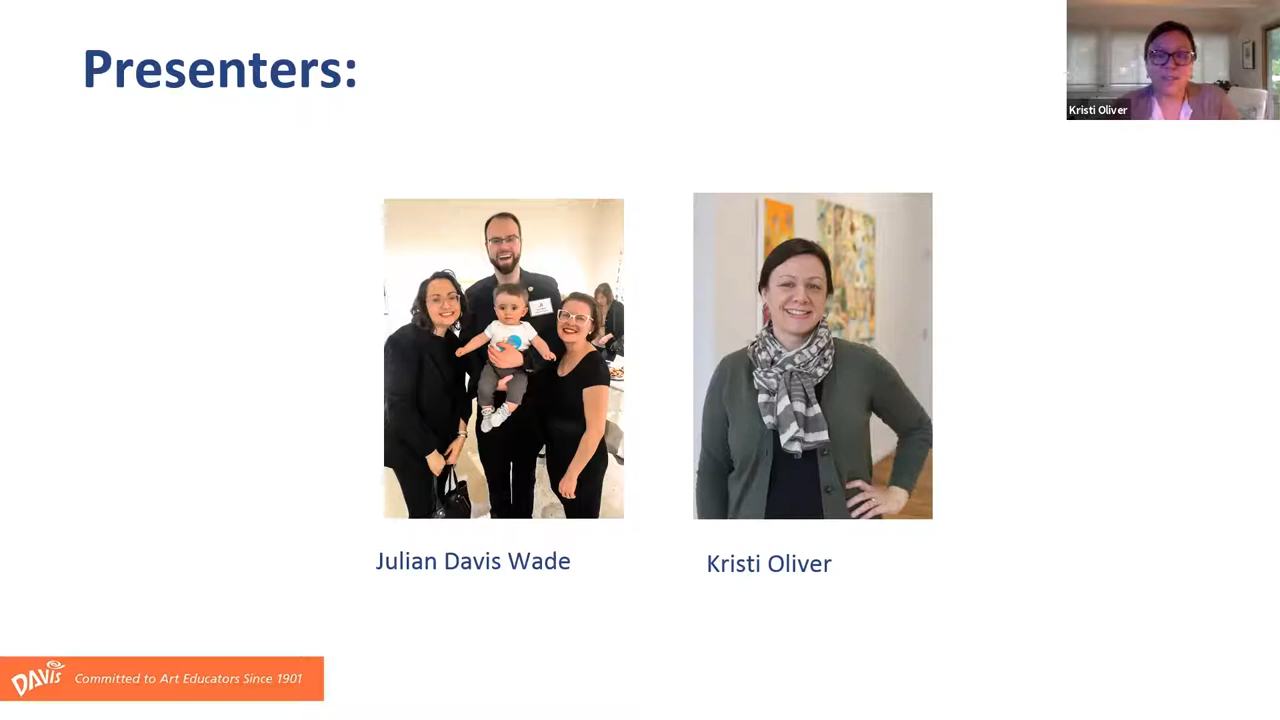 Presenters:
Kristi Oliver
Julian Davis Wade
Kristi Oliver
DAVIS
Committed to Art Educators Since 1901